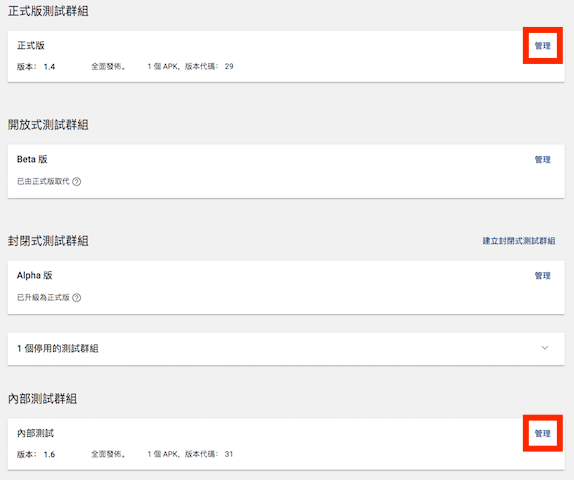 正式版測試群組
正式版 管理
版本： 1.4 全面發佈。 1 個 APK，版本代碼： 29
開放式測試群組
Beta 版 管理
已由正式版取代 ?
封閉式測試群組 建立封閉式測試群組
Alpha 版 管理
已升級為正式版 ?
1 個停用的測試群組
內部測試群組
內部測試 管理
版本： 1.6 全面發佈。 1 個 APK，版本代碼： 31